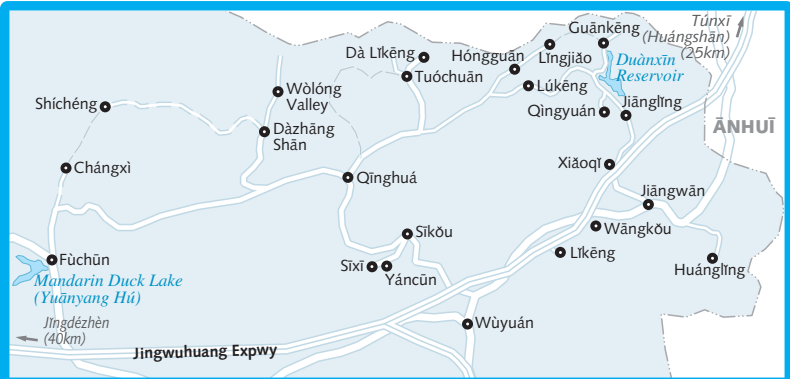 Guānkēng
Túnxī
(Huángshān)
(25km)
Dà Lǐkēng
Hóngguān
Lǐngjiǎo
Duànxīn
Reservoir
Tuóchuān
Lúkēng
Wòlóng
Valley
Shíchéng
Qìngyuán
Jiānglǐng
Dàzhāng
Shān
ĀNHUĪ
Chángxì
Xiǎoqǐ
Qīnghuá
Jiāngwān
Sīkǒu
Wāngkǒu
Lǐkēng
Fùchūn
Sīxī
Yáncūn
Huánglǐng
Mandarin Duck Lake
(Yuānyang Hú)
Jǐngdézhèn
(40km)
Wùyuán
Jingwuhuang Expwy